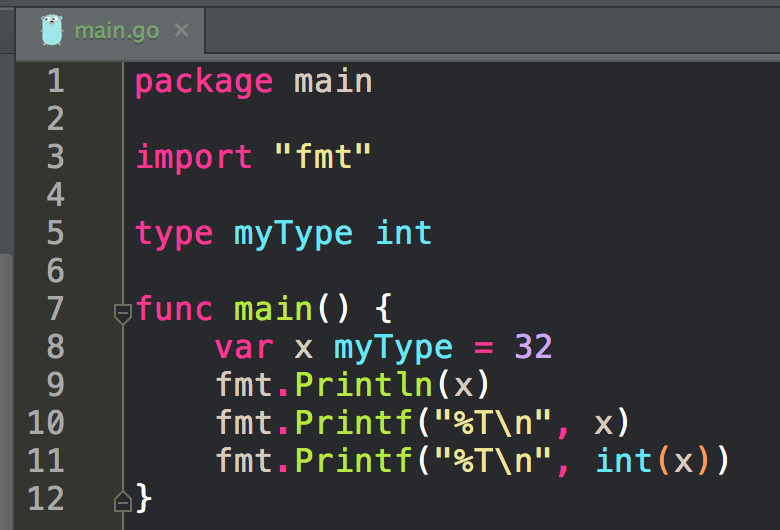 main.go ×
1 package main
2
3 import "fmt"
4
5 type myType int
6
7 func main() {
8     var x myType = 32
9     fmt.Println(x)
10     fmt.Printf("%T\n", x)
11     fmt.Printf("%T\n", int(x))
12 }